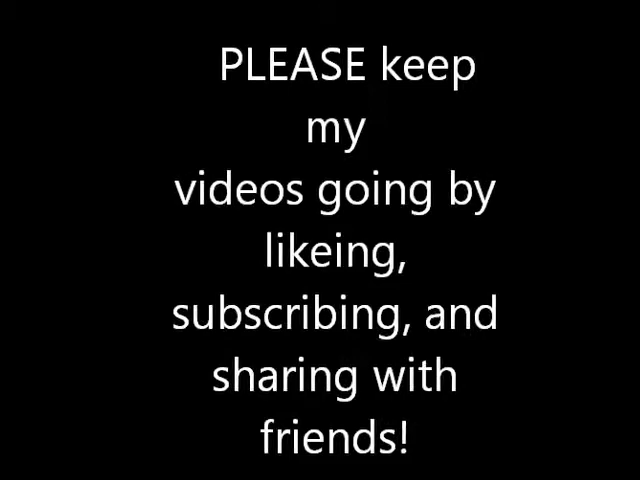 PLEASE keep
my
videos going by
likeing,
subscribing, and
sharing with
friends!